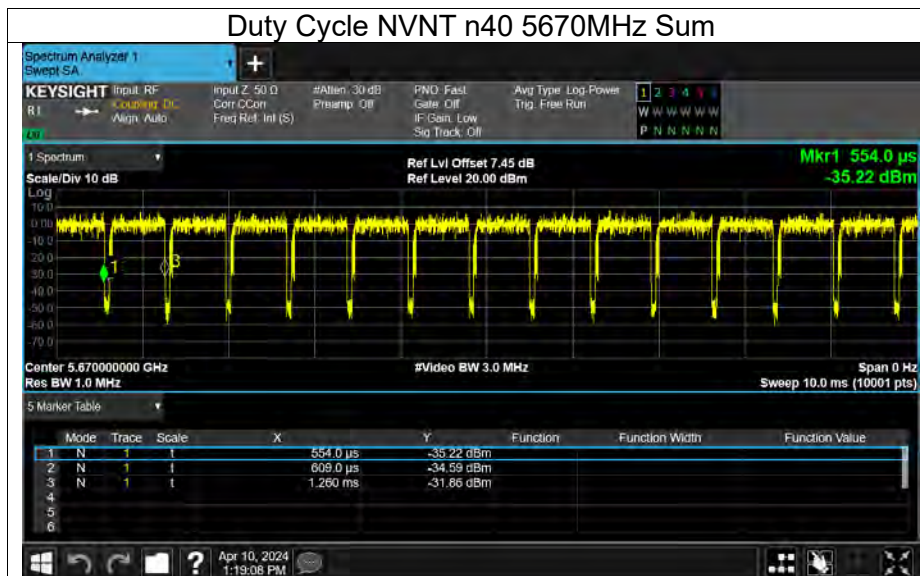 Duty Cycle NVNT n40 5670MHz Sum
Spectrum Analyzer 1
Swept SA
+
KEYSIGHT Input: RF Input Z: 50 Ω #Atten: 30 dB PNO: Fast Avg Type: Log-Power 1 2 3 4 5 6
Coupling: DC Corr CCorr Preamp: Off Gate: Off Trig: Free Run W W W W W W
Align: Auto Freq Ref: Int (S) IF Gain: Low P N N N N N
Sig Track: Off
1 Spectrum Ref Lvl Offset 7.45 dB Mkr1 554.0 µs
Scale/Div 10 dB Ref Level 20.00 dBm -35.22 dBm
Log
10.0
0.00
-10.0
-20.0
-30.0
-40.0
-50.0
-60.0
-70.0
1
3
Center 5.670000000 GHz #Video BW 3.0 MHz Span 0 Hz
Res BW 1.0 MHz Sweep 10.0 ms (10001 pts)
5 Marker Table
Mode Trace Scale X Y Function Function Width Function Value
1 N 1 t 554.0 µs -35.22 dBm
2 N 1 t 609.0 µs -34.59 dBm
3 N 1 t 1.260 ms -31.86 dBm
4
5
6
? Apr 10, 2024
1:19:08 PM